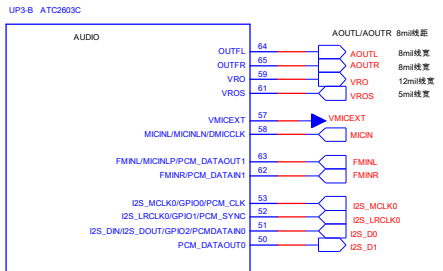 UP3-B ATC2603C
AUDIO
AOUTL/AOUTR 8mil线距
OUTFL 64 AOUTL 8mil线宽
OUTFR 65 AOUTR 8mil线宽
VRO 59 VRO 12mil线宽
VROS 61 VROS 5mil线宽
VMICEXT 57 VMICEXT
MICINL/MICINLN/DMICCLK 58 MICIN
FMINL/MICINLP/PCM_DATAOUT1 63 FMINL
FMINR/PCM_DATAIN1 62 FMINR
I2S_MCLK0/GPIO0/PCM_CLK 53 I2S_MCLK0
I2S_LRCLK0/GPIO1/PCM_SYNC 52 I2S_LRCLK0
I2S_DIN/I2S_DOUT/GPIO2/PCMDATAIN0 51 I2S_D0
PCM_DATAOUT0 50 I2S_D1